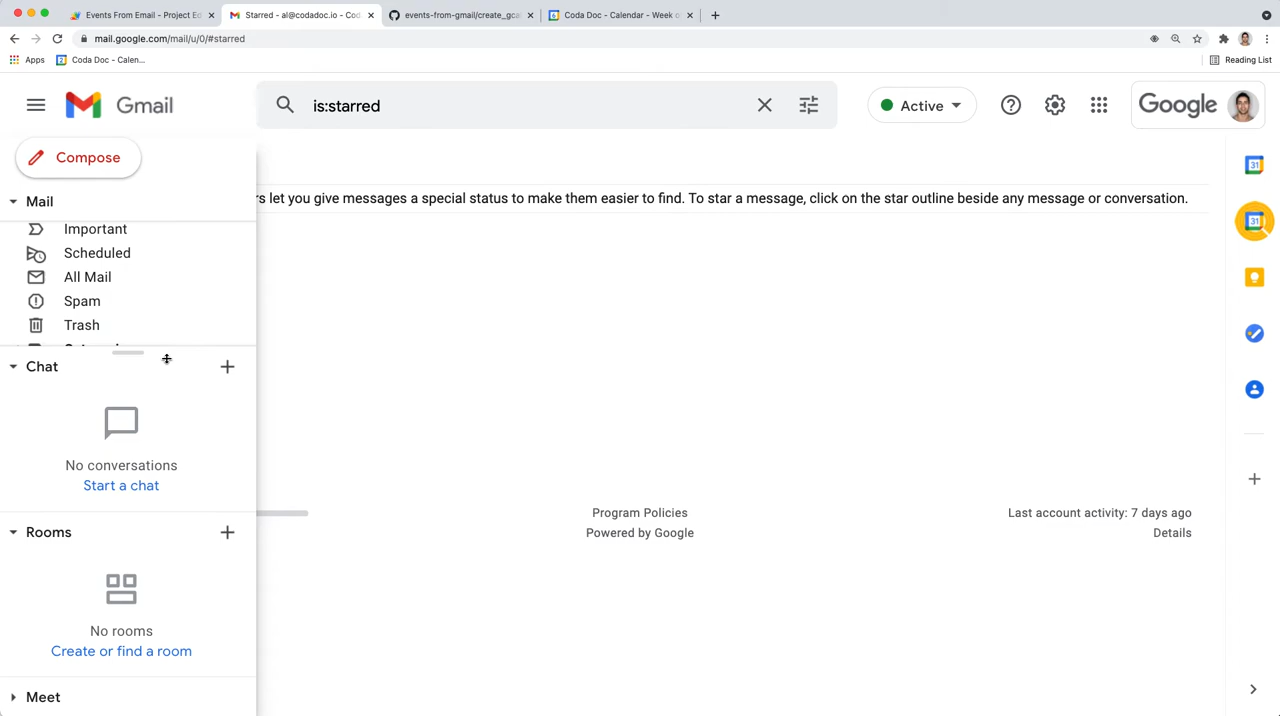 Events From Email - Project Ed
Starred - al@codadoc.io - Cod
events-from-gmail/create_gca
Coda Doc - Calendar - Week o
mail.google.com/mail/u/0/#starred
Apps
Coda Doc - Calen...
Reading List
Gmail
is:starred
Active
Google
Compose
Mail
rs let you give messages a special status to make them easier to find. To star a message, click on the star outline beside any message or conversation.
Important
Scheduled
All Mail
Spam
Trash
Chat
No conversations
Start a chat
Program Policies
Powered by Google
Last account activity: 7 days ago
Details
Rooms
No rooms
Create or find a room
Meet
31
31